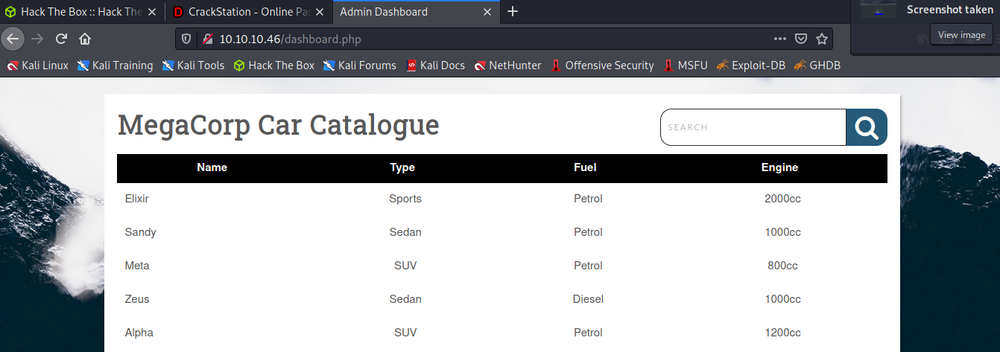 Hack The Box :: Hack The
CrackStation - Online Pas
Admin Dashboard
Screenshot taken
View image
10.10.10.46/dashboard.php
Kali Linux Kali Training Kali Tools Hack The Box Kali Forums Kali Docs NetHunter Offensive Security MSFU Exploit-DB GHDB
MegaCorp Car Catalogue
SEARCH
Name Type Fuel Engine
Elixir Sports Petrol 2000cc
Sandy Sedan Petrol 1000cc
Meta SUV Petrol 800cc
Zeus Sedan Diesel 1000cc
Alpha SUV Petrol 1200cc